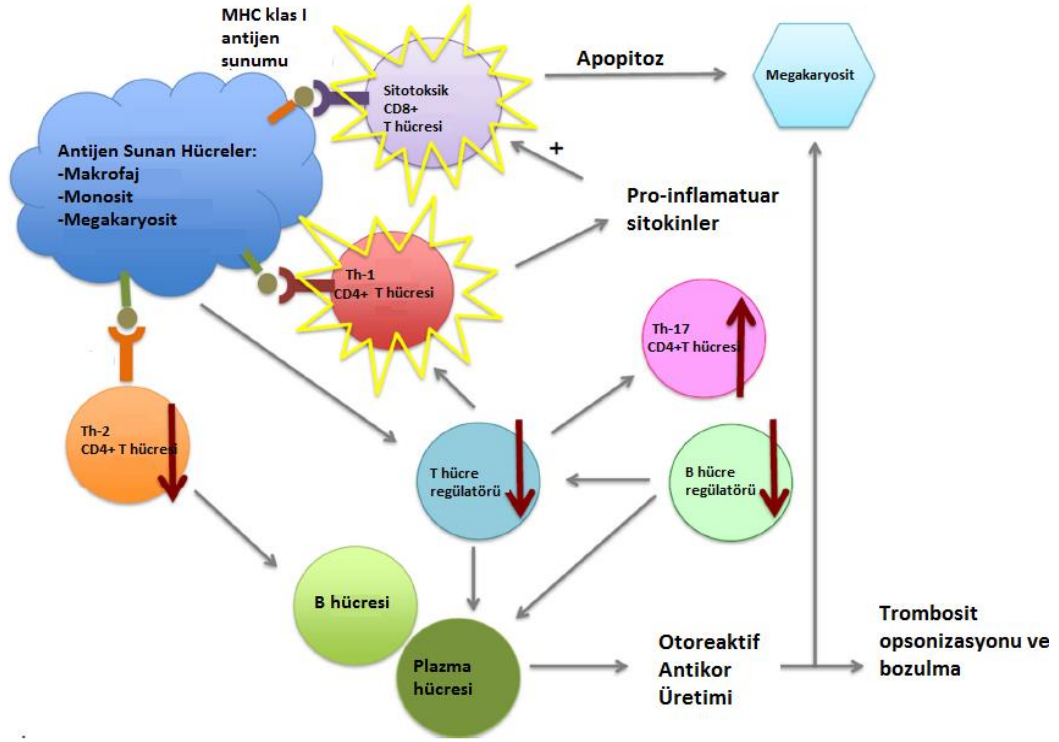 MHC klas I
antijen
sunumu
Sitotoksik
CD8+
T hücresi
Apopitoz
Megakaryosit
Antijen Sunan Hücreler:
-Makrofaj
-Monosit
-Megakaryosit
+
Pro-inflamatuar
sitokinler
Th-1
CD4+ T hücresi
Th-17
CD4+T hücresi
Th-2
CD4+ T hücresi
T hücre
regülatörü
B hücre
regülatörü
B hücresi
Plazma
hücresi
Otoreaktif
Antikor
Üretimi
Trombosit
opsonizasyonu ve
bozulma